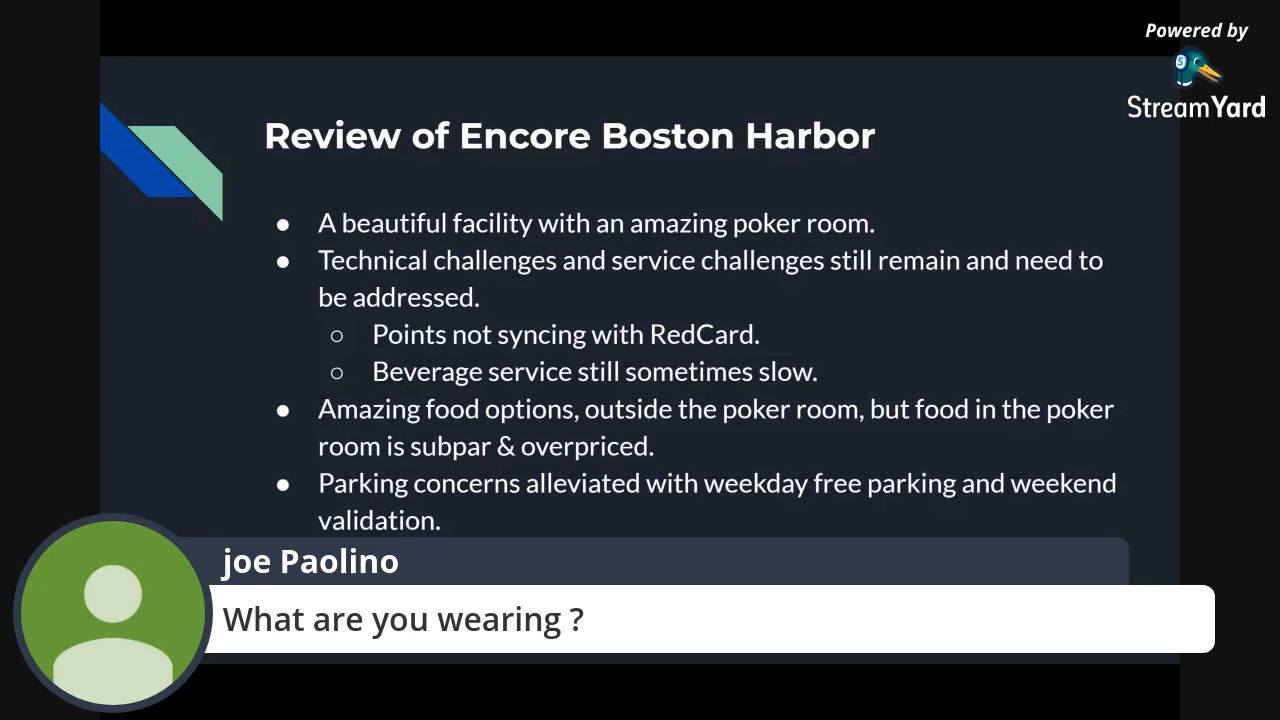 Powered by
StreamYard
Review of Encore Boston Harbor
● A beautiful facility with an amazing poker room.
● Technical challenges and service challenges still remain and need to
be addressed.
○ Points not syncing with RedCard.
○ Beverage service still sometimes slow.
● Amazing food options, outside the poker room, but food in the poker
room is subpar & overpriced.
● Parking concerns alleviated with weekday free parking and weekend
validation.
joe Paolino
What are you wearing ?